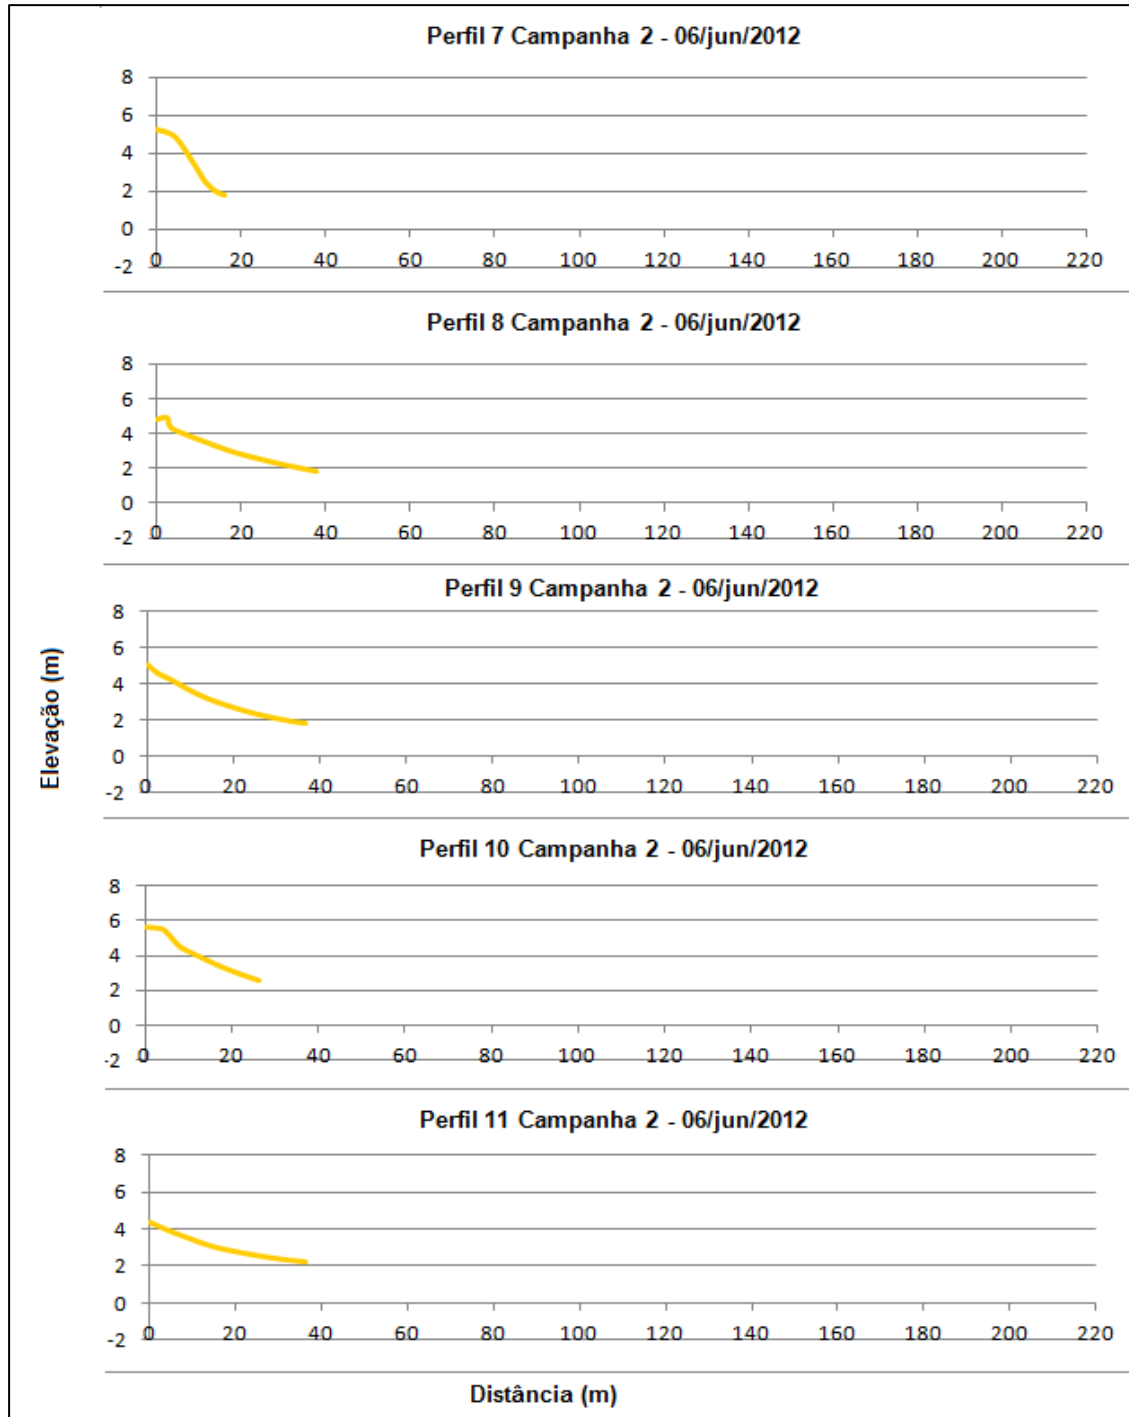 Perfil 7 Campanha 2 - 06/jun/2012
8
6
4
2
0
-2
0 20 40 60 80 100 120 140 160 180 200 220
Perfil 8 Campanha 2 - 06/jun/2012
8
6
4
2
0
-2
0 20 40 60 80 100 120 140 160 180 200 220
Perfil 9 Campanha 2 - 06/jun/2012
8
6
4
2
0
-2
0 20 40 60 80 100 120 140 160 180 200 220
Elevação (m)
Perfil 10 Campanha 2 - 06/jun/2012
8
6
4
2
0
-2
0 20 40 60 80 100 120 140 160 180 200 220
Perfil 11 Campanha 2 - 06/jun/2012
8
6
4
2
0
-2
0 20 40 60 80 100 120 140 160 180 200 220
Distância (m)